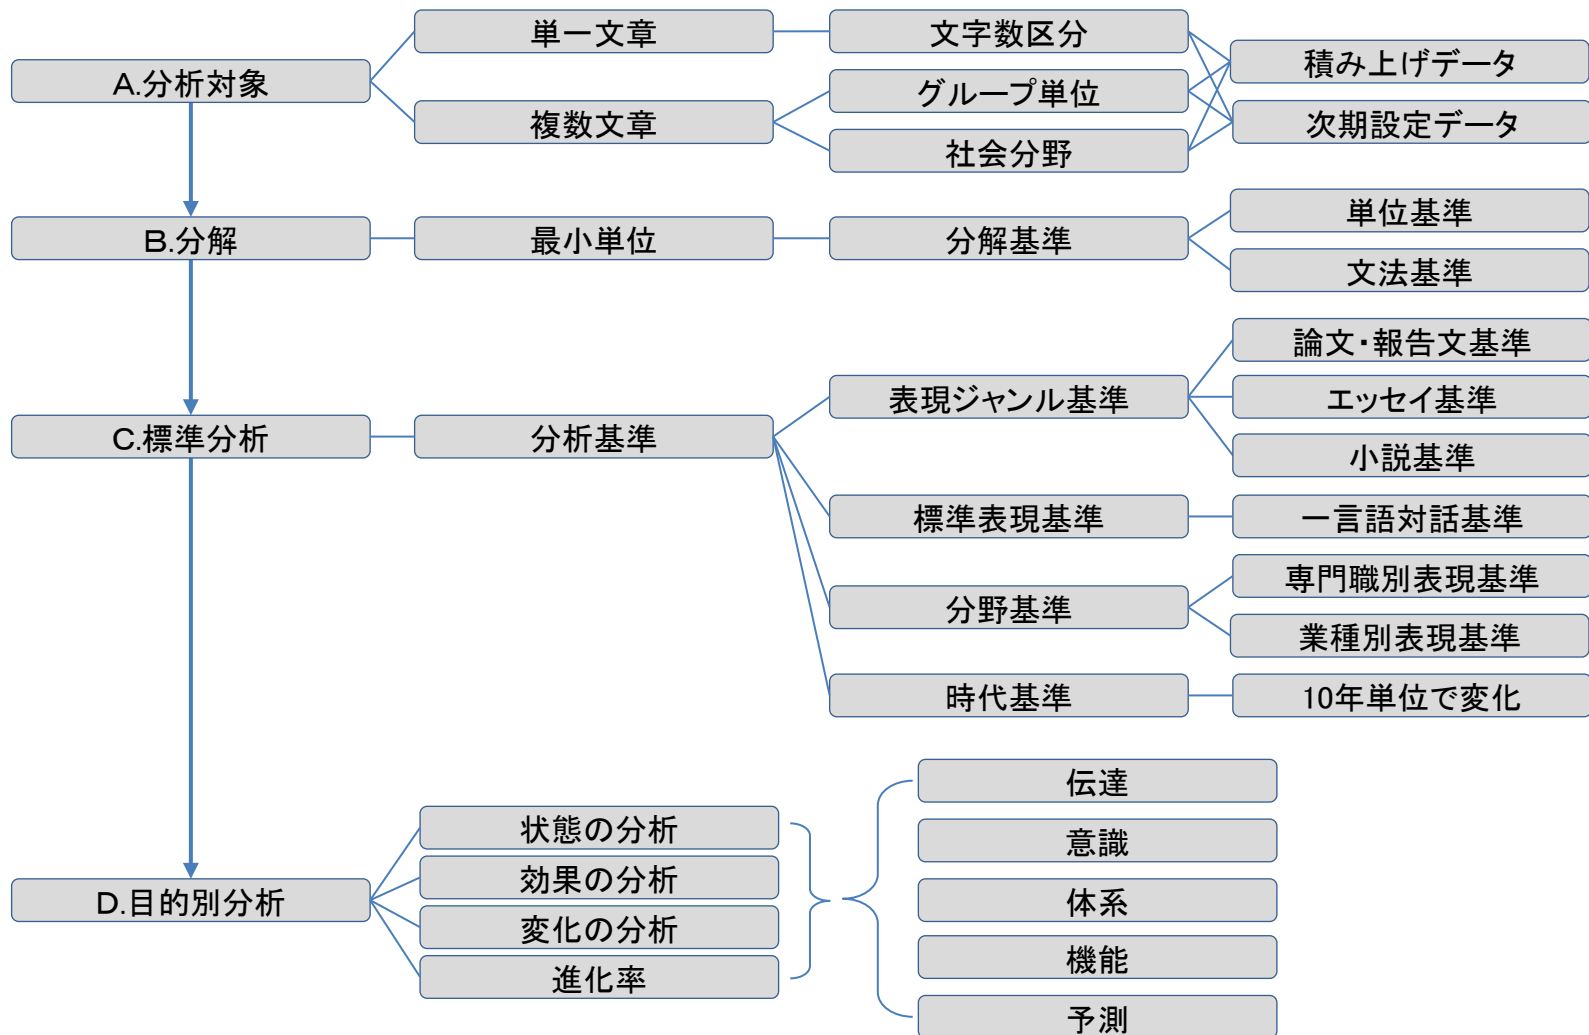 単一文章
文字数区分
A.分析対象
積み上げデータ
グループ単位
複数文章
次期設定データ
社会分野
単位基準
B.分解
最小単位
分解基準
文法基準
論文・報告文基準
表現ジャンル基準
エッセイ基準
C.標準分析
分析基準
小説基準
標準表現基準
一言語対話基準
専門職別表現基準
分野基準
業種別表現基準
時代基準
10年単位で変化
伝達
状態の分析
意識
効果の分析
D.目的別分析
体系
変化の分析
機能
進化率
予測